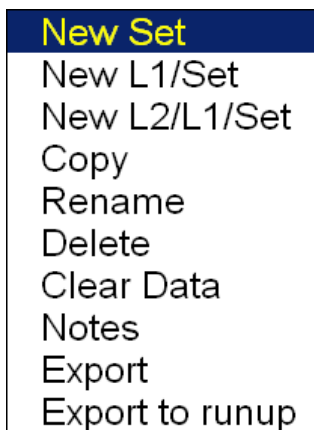 New Set
New L1/Set
New L2/L1/Set
Copy
Rename
Delete
Clear Data
Notes
Export
Export to runup